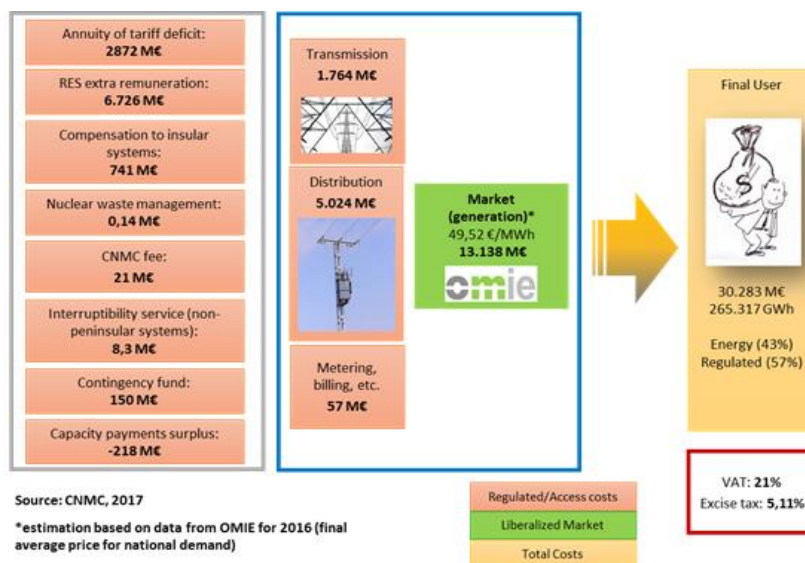 Annuity of tariff deficit:
2872 M€
RES extra remuneration:
6.726 M€
Compensation to insular
systems:
741 M€
Nuclear waste management:
0,14 M€
CNMC fee:
21 M€
Interruptibility service (non-
peninsular systems):
8,3 M€
Contingency fund:
150 M€
Capacity payments surplus:
-218 M€
Transmission
1.764 M€
Distribution
5.024 M€
Metering,
billing, etc.
57 M€
Market
(generation)*
49,52 €/MWh
13.138 M€
omie
Final User
$
30.283 M€
265.317 GWh
Energy (43%)
Regulated (57%)
VAT: 21%
Excise tax: 5,11%
Source: CNMC, 2017
*estimation based on data from OMIE for 2016 (final
average price for national demand)
Regulated/Access costs
Liberalized Market
Total Costs